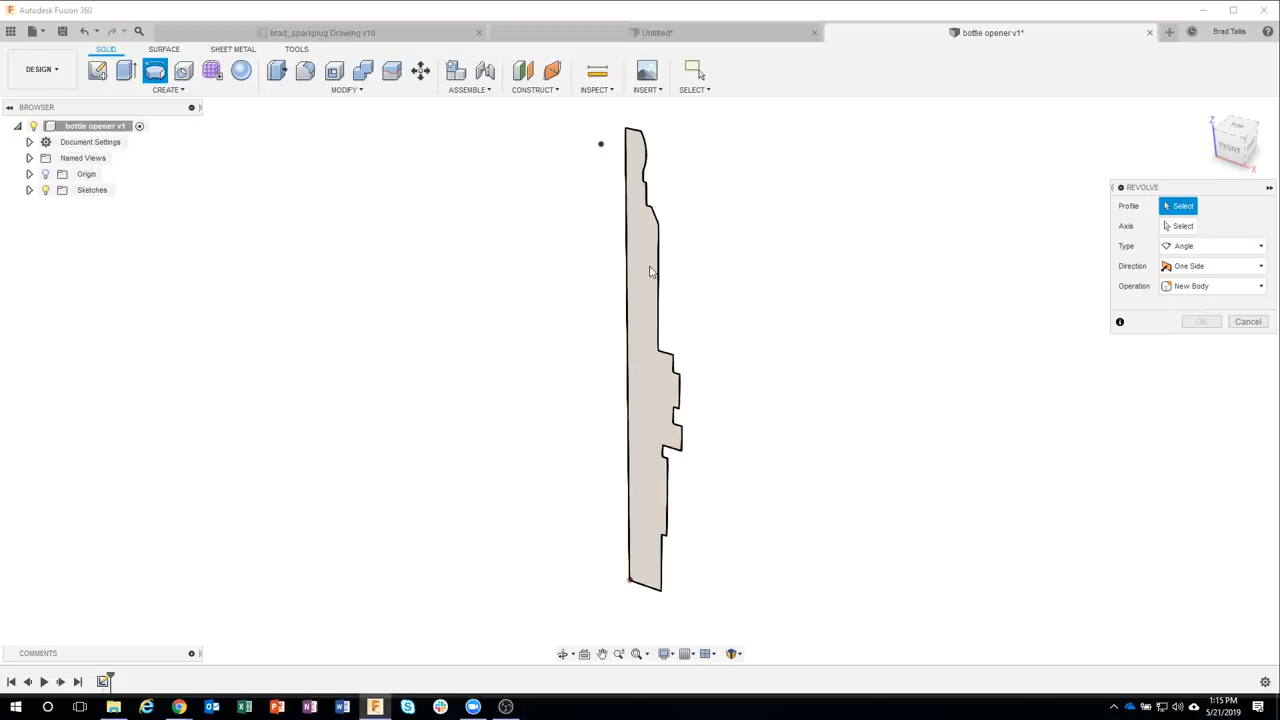 Autodesk Fusion 360
brad_sparkplug Drawing v10
Untitled*
bottle opener v1*
Brad Tallis
SOLID
SURFACE
SHEET METAL
TOOLS
DESIGN
CREATE
MODIFY
ASSEMBLE
CONSTRUCT
INSPECT
INSERT
SELECT
BROWSER
bottle opener v1
Document Settings
Named Views
Origin
Sketches
Z
TOP
FRONT
X
REVOLVE
Profile
Select
Axis
Select
Type
Angle
Direction
One Side
Operation
New Body
OK
Cancel
COMMENTS
1:15 PM
5/21/2019